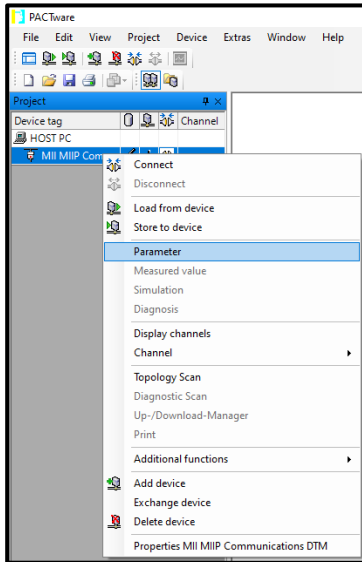 PACTware
File Edit View Project Device Extras Window Help
Project
Device tag Channel
HOST PC
MII MIIP Com
Connect
Disconnect
Load from device
Store to device
Parameter
Measured value
Simulation
Diagnosis
Display channels
Channel
Topology Scan
Diagnostic Scan
Up-/Download-Manager
Print
Additional functions
Add device
Exchange device
Delete device
Properties MII MIIP Communications DTM